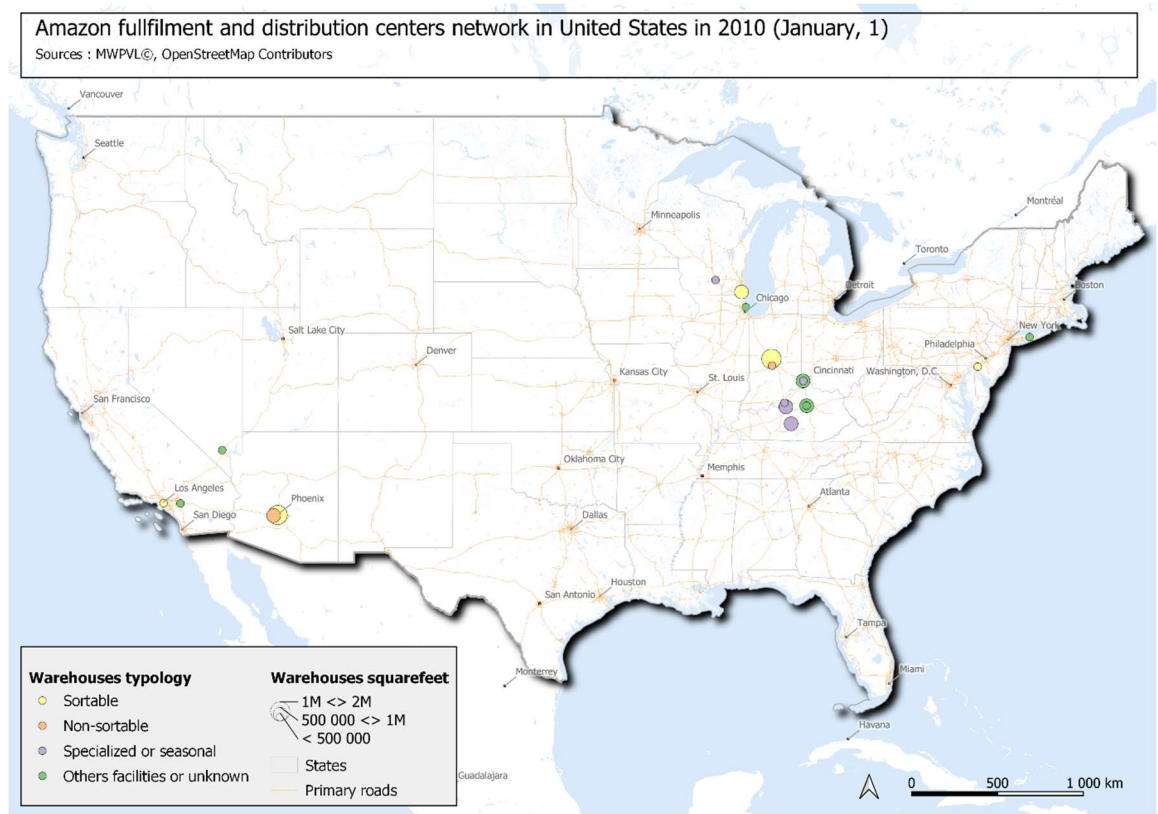 Amazon fullfilment and distribution centers network in United States in 2010 (January, 1)
Sources : MWPVL©, OpenStreetMap Contributors
Vancouver
Seattle
Montréal
Minneapolis
Toronto
Detroit
Boston
Chicago
New York
Salt Lake City
Philadelphia
Denver
Kansas City
Cincinnati
Washington, D.C.
St. Louis
San Francisco
Oklahoma City
Memphis
Los Angeles
Phoenix
Atlanta
San Diego
Dallas
Houston
San Antonio
Tampa
Monterrey
Miami
Havana
Guadalajara
Warehouses typology
Sortable
Non-sortable
Specialized or seasonal
Others facilities or unknown
Warehouses squarefeet
1M <> 2M
500 000 <> 1M
< 500 000
States
Primary roads
0 500 1 000 km